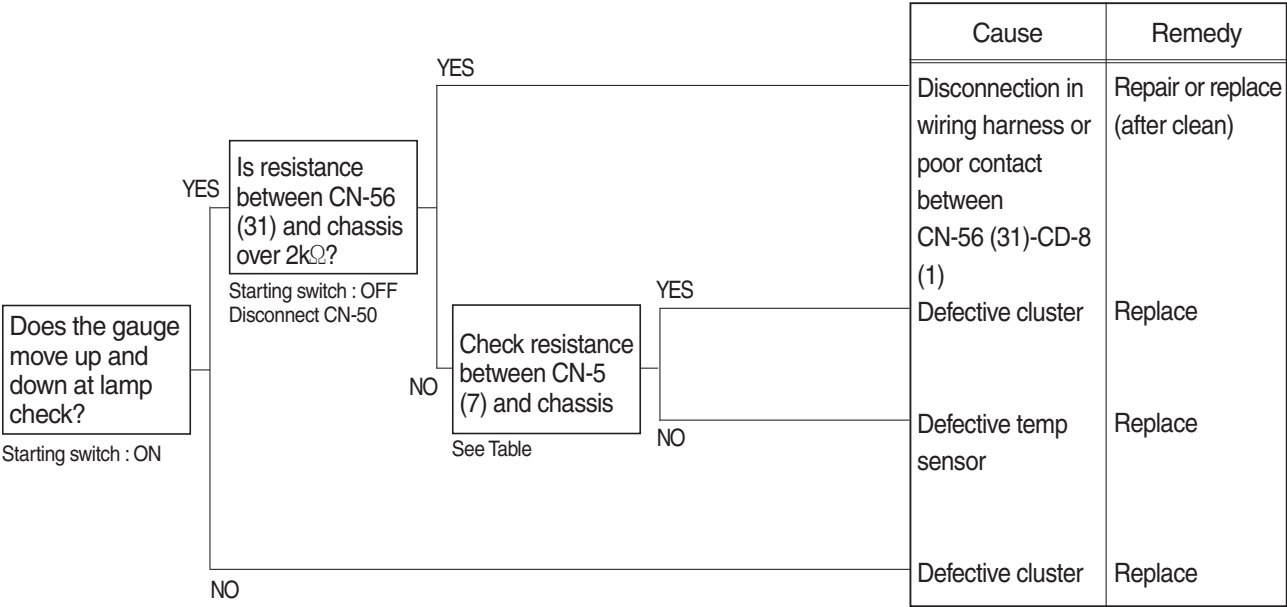 Cause
Remedy
YES
Disconnection in
wiring harness or
poor contact
between
CN-56 (31)-CD-8
(1)
Repair or replace
(after clean)
YES
Is resistance
between CN-56
(31) and chassis
over 2kΩ?
Starting switch : OFF
Disconnect CN-50
YES
Defective cluster
Replace
Does the gauge
move up and
down at lamp
check?
Starting switch : ON
NO
Check resistance
between CN-5
(7) and chassis
See Table
NO
Defective temp
sensor
Replace
NO
Defective cluster
Replace